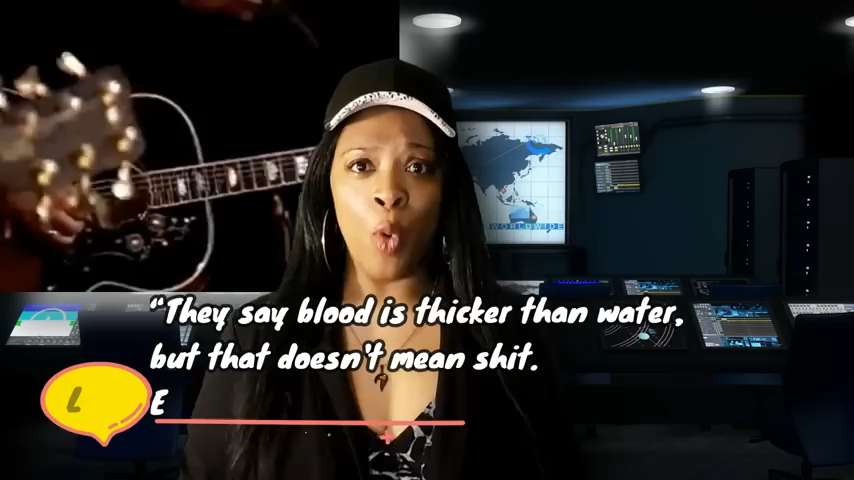 WORLDWIDE
“They say blood is thicker than water,
but that doesn't mean shit.
L
E